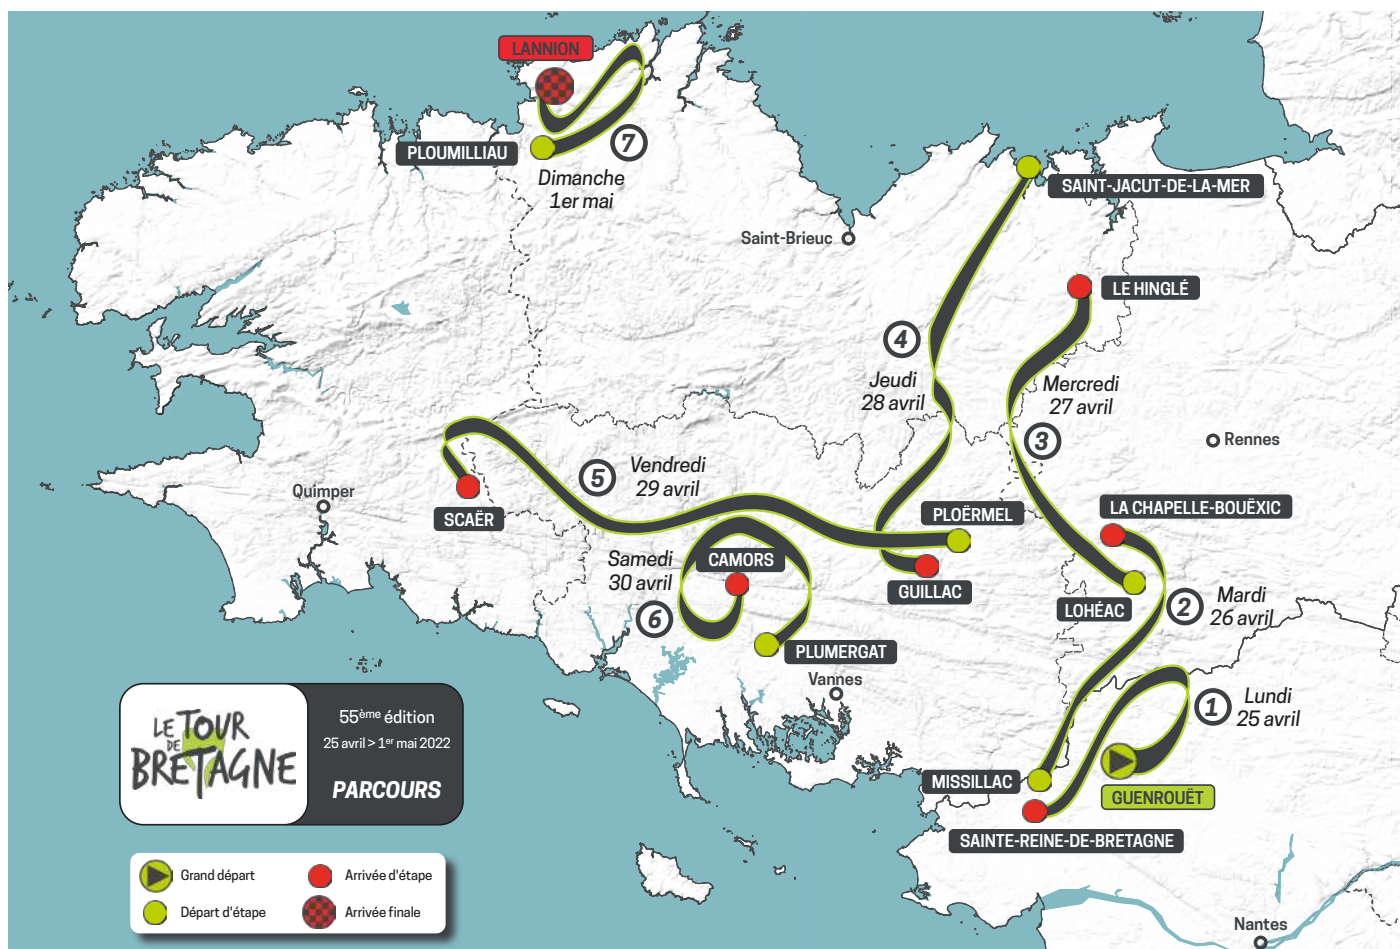 LANNION
PLOUMILLIAU
7
Dimanche
1er mai
SAINT-JACUT-DE-LA-MER
Saint-Brieuc
LE HINGLÉ
4
Jeudi
28 avril
Mercredi
27 avril
3
Rennes
5
Vendredi
29 avril
Quimper
SCAËR
PLOËRMEL
LA CHAPELLE-BOUËXIC
Samedi
30 avril
CAMORS
6
GUILLAC
LOHÉAC
2
Mardi
26 avril
PLUMERGAT
Vannes
1
Lundi
25 avril
MISSILLAC
GUENROUËT
SAINTE-REINE-DE-BRETAGNE
Nantes
LE TOUR
DE
BRETAGNE
55ème édition
25 avril > 1er mai 2022
PARCOURS
Grand départ
Arrivée d'étape
Départ d'étape
Arrivée finale